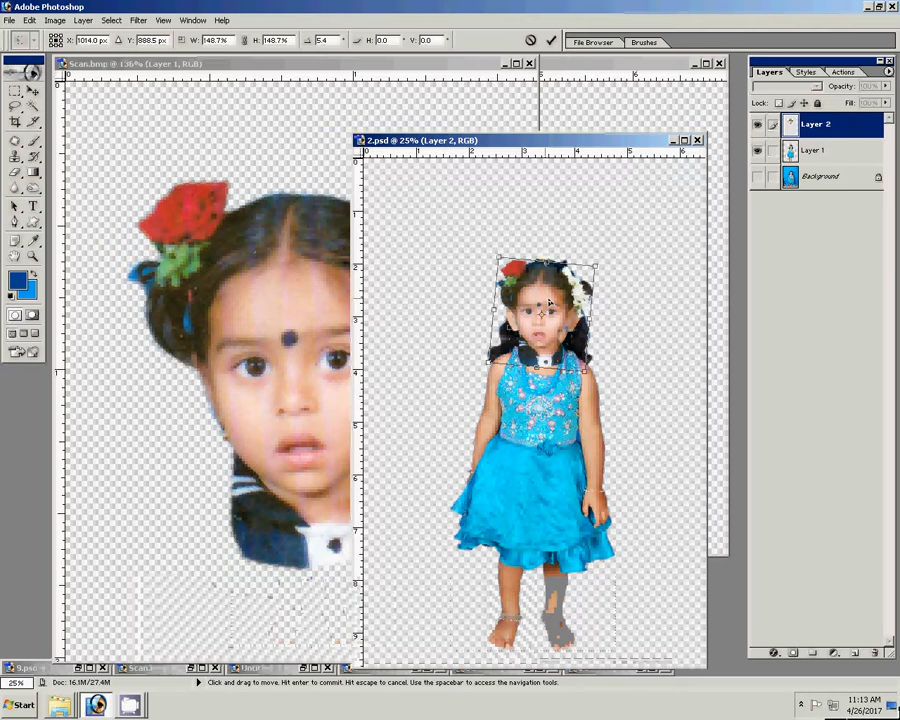 Adobe Photoshop
File Edit Image Layer Select Filter View Window Help
X: 1014.0 px Y: 888.5 px W: 148.7% H: 148.7% 5.4 H: 0.0 V: 0.0
File Browser Brushes
Scan.bmp @ 136% (Layer 1, RGB)
2.psd @ 25% (Layer 2, RGB)
Layers Styles Actions
Opacity: 100%
Lock: Fill: 100%
Layer 2
Layer 1
Background
9.psd Scan.
25% Doc: 16.1M/27.4M Click and drag to move. Hit enter to commit. Hit escape to cancel. Use the spacebar to access the navigation tools.
Start
11:13 AM
4/26/2017